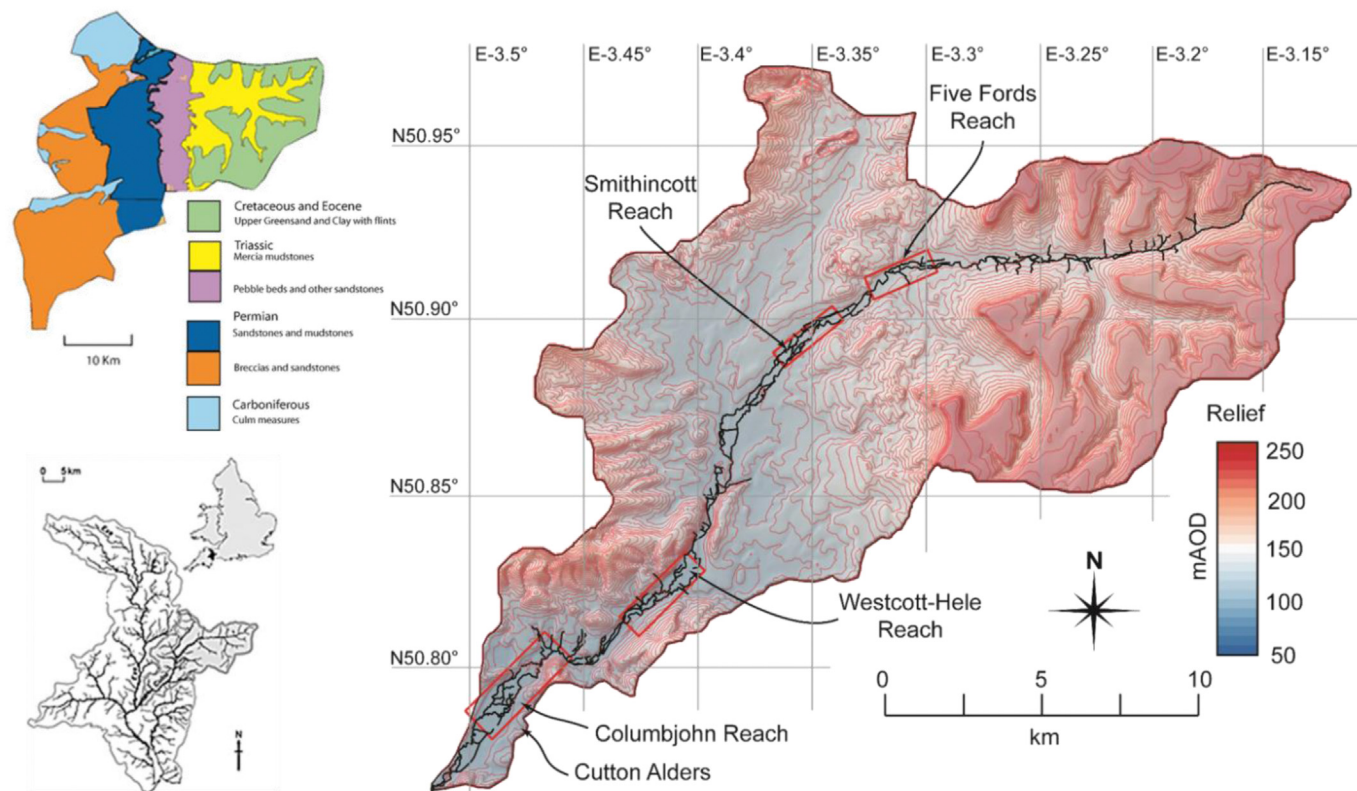 Cretaceous and Eocene
Upper Greensand and Clay with flints
Triassic
Mercia mudstones
Pebble beds and other sandstones
Permian
Sandstones and mudstones
Breccias and sandstones
Carboniferous
Culm measures
10 Km
0 5km
N
E-3.5°
E-3.45°
E-3.4°
E-3.35°
E-3.3°
E-3.25°
E-3.2°
E-3.15°
N50.95°
N50.90°
N50.85°
N50.80°
Five Fords
Reach
Smithincott
Reach
Westcott-Hele
Reach
Columbjohn Reach
Cutton Alders
Relief
mAOD
250
200
150
100
50
N
0
5
10
km